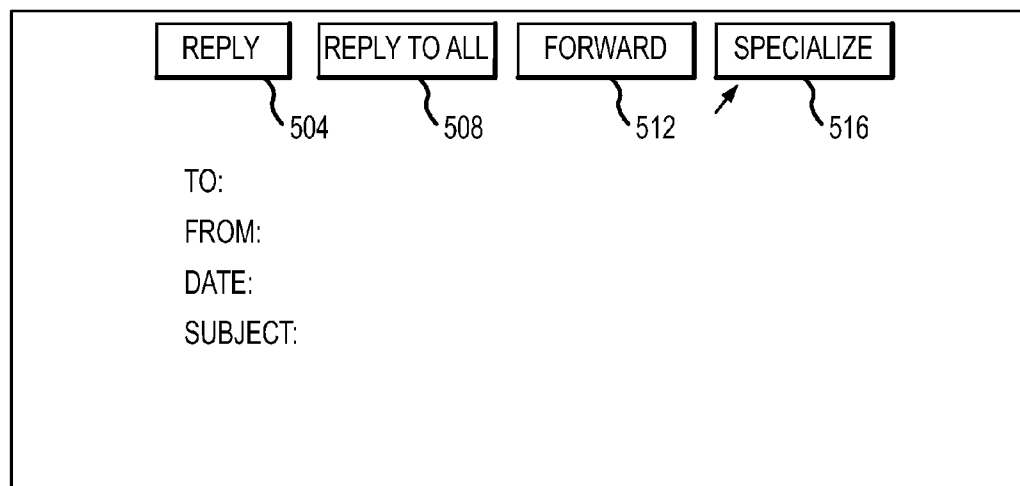 REPLY REPLY TO ALL FORWARD SPECIALIZE
504 508 512 516
TO:
FROM:
DATE:
SUBJECT: